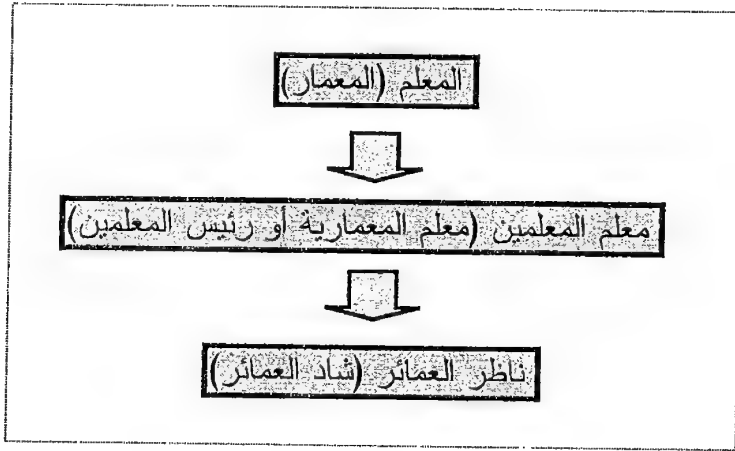 المعلم (المعمار)
معلم المعلمين (معلم المعمارية أو رئيس المعلمين)
ناظر العمائر (شاد العمائر)